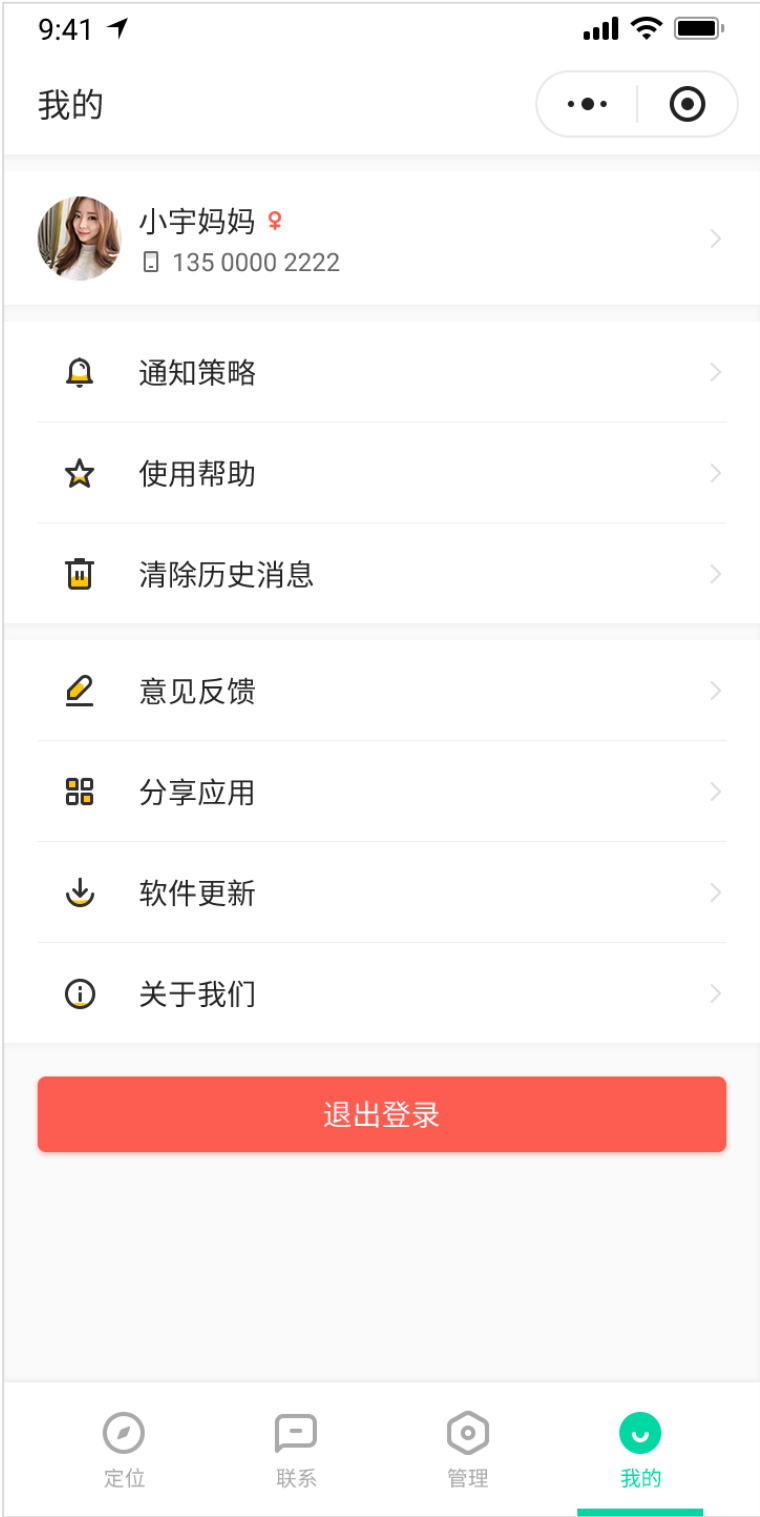 9:41
我的
小宇妈妈
135 0000 2222
通知策略
使用帮助
清除历史消息
意见反馈
分享应用
软件更新
关于我们
退出登录
定位 联系 管理 我的